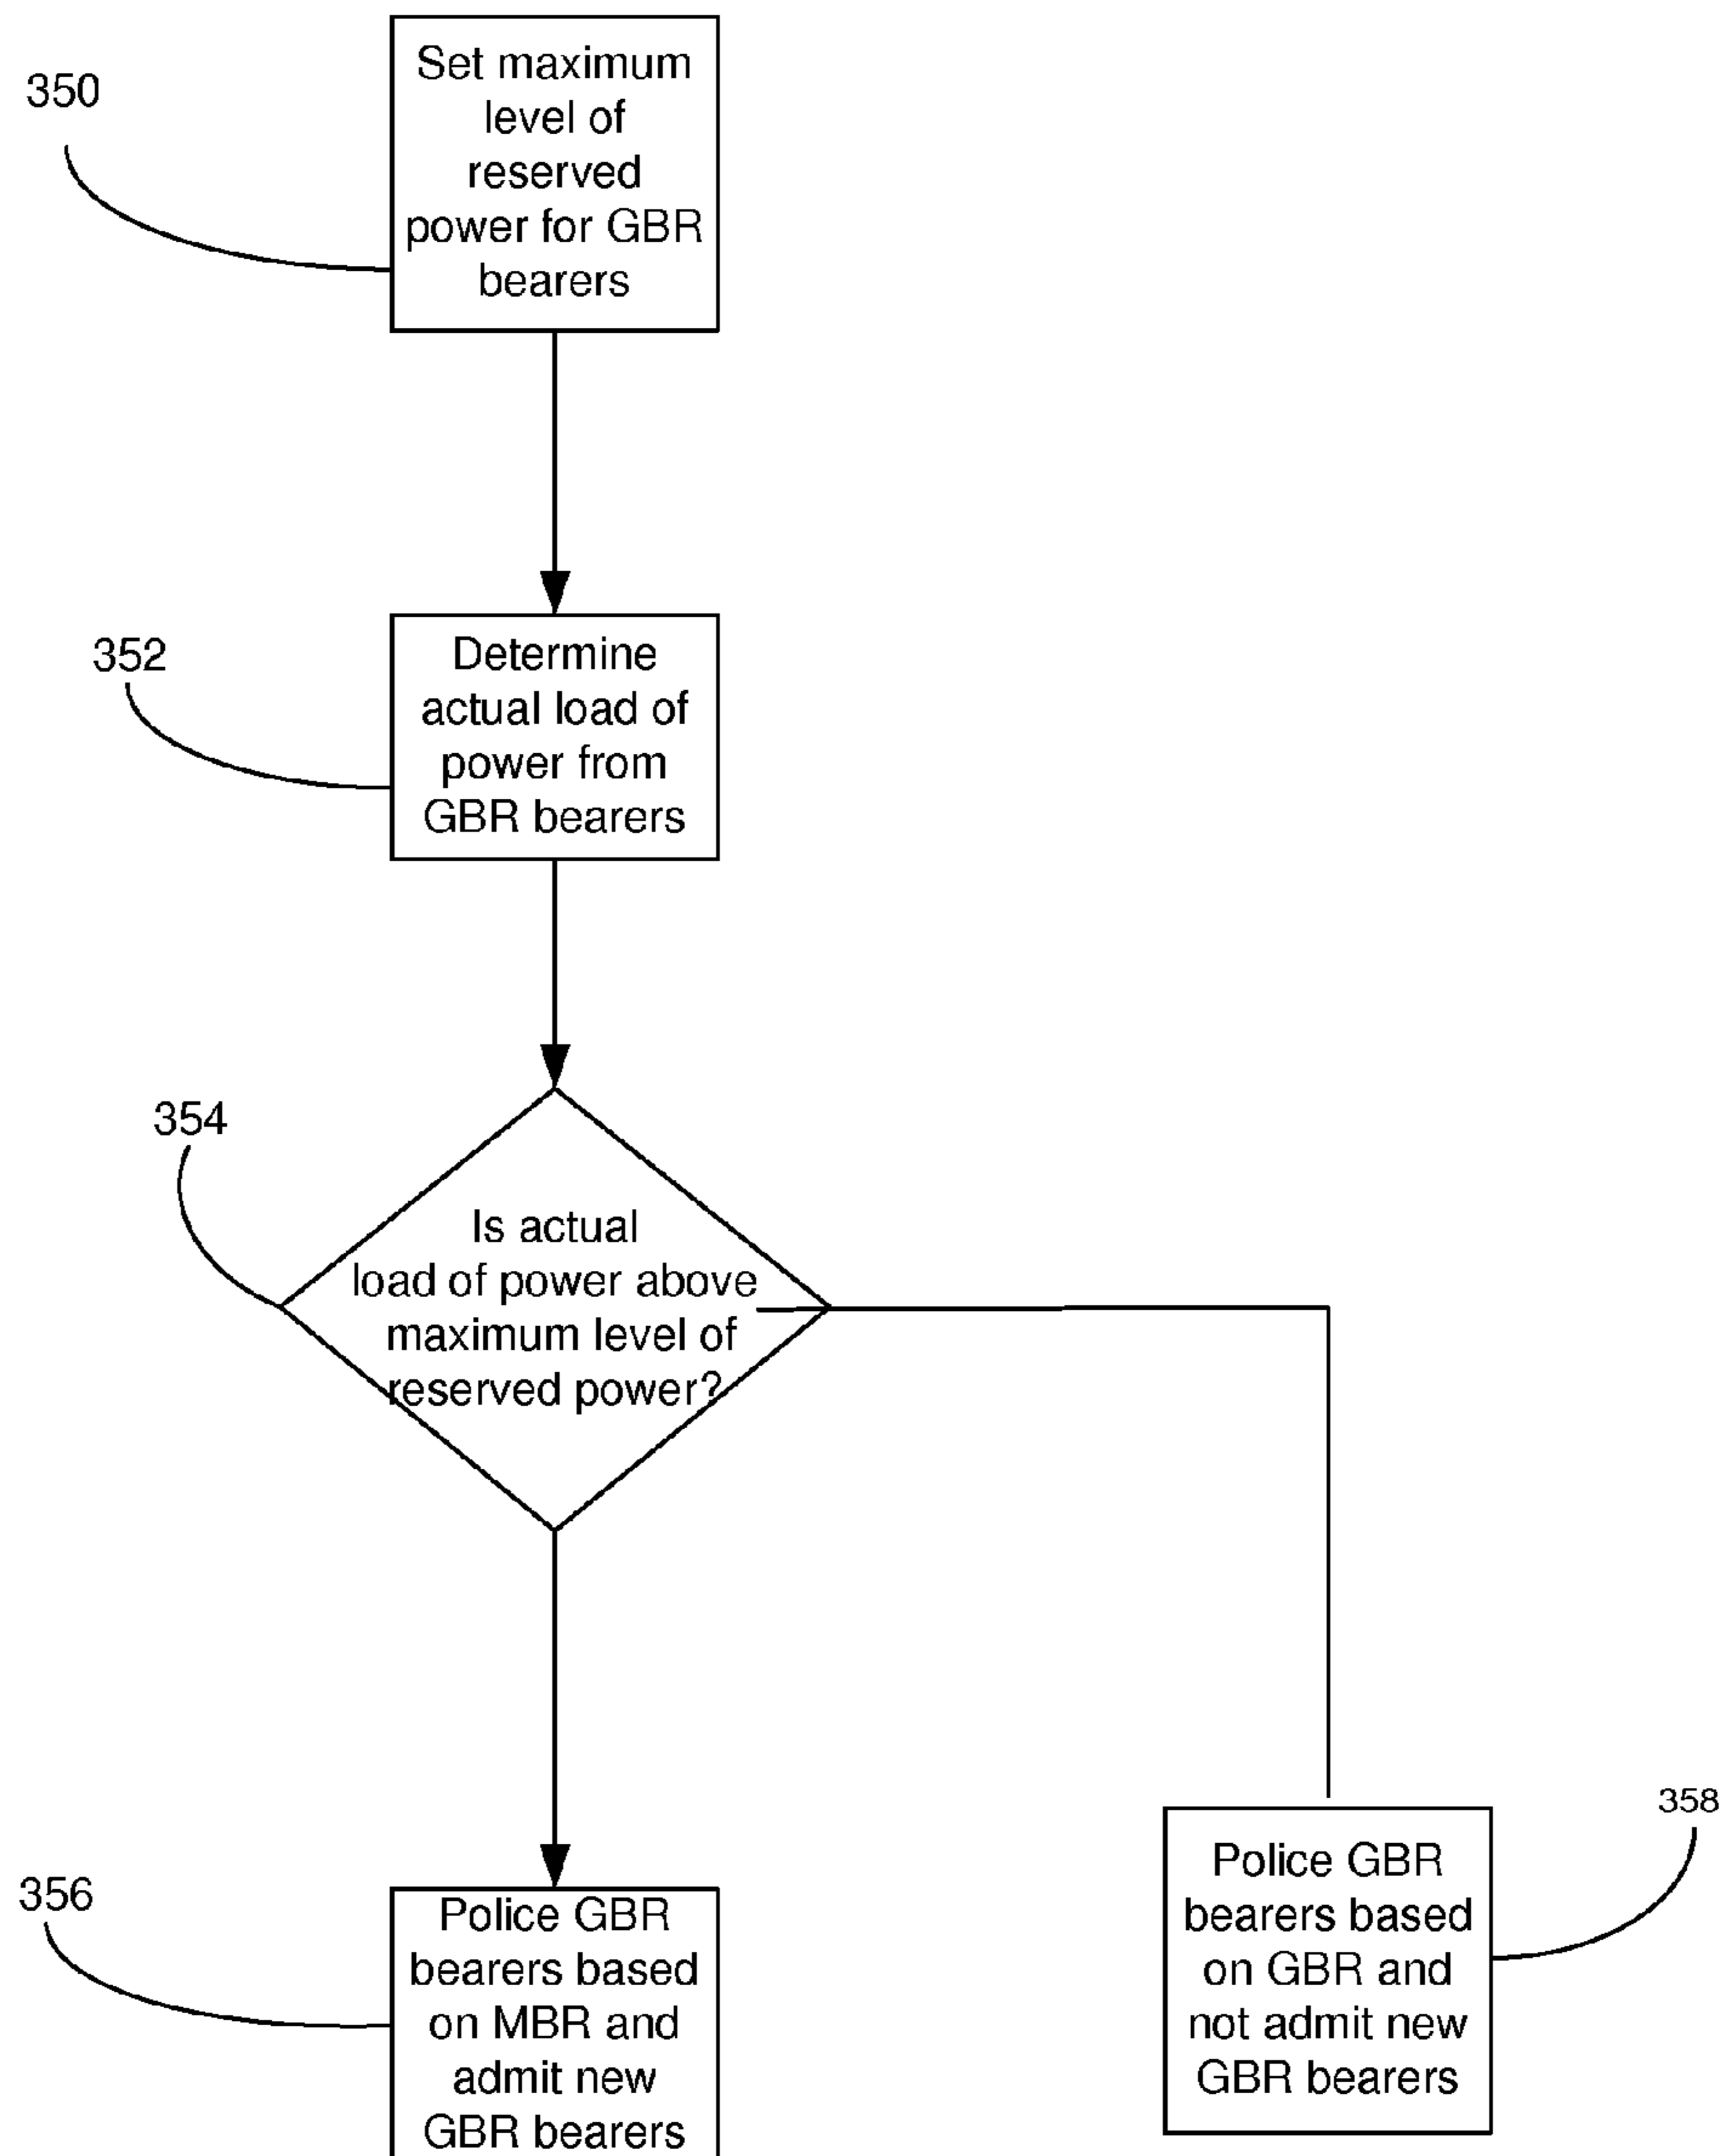 350
Set maximum
level of
reserved
power for GBR
bearers
352
Determine
actual load of
power from
GBR bearers
354
Is actual
load of power above
maximum level of
reserved power?
356
Police GBR
bearers based
on MBR and
admit new
GBR bearers
358
Police GBR
bearers based
on GBR and
not admit new
GBR bearers